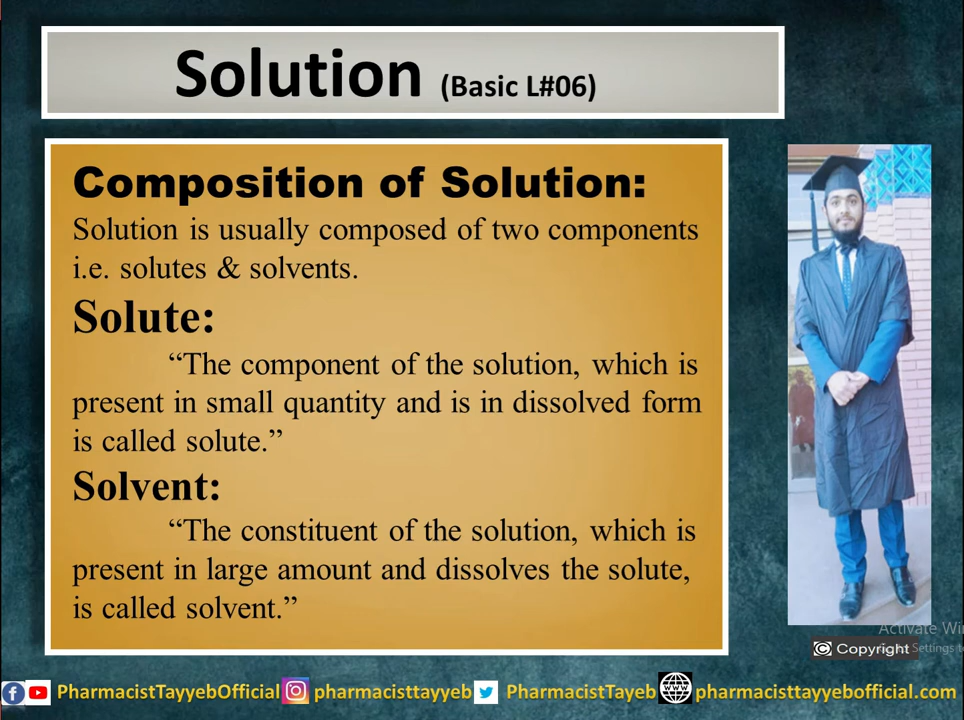 Solution (Basic L#06)
Composition of Solution:
Solution is usually composed of two components
i.e. solutes & solvents.
Solute:
“The component of the solution, which is
present in small quantity and is in dissolved form
is called solute.”
Solvent:
“The constituent of the solution, which is
present in large amount and dissolves the solute,
is called solvent.”
Activate Wi
© Copyright Settings t
PharmacistTayyebOfficial pharmacisttayyeb PharmacistTayeb pharmacisttayyebofficial.com